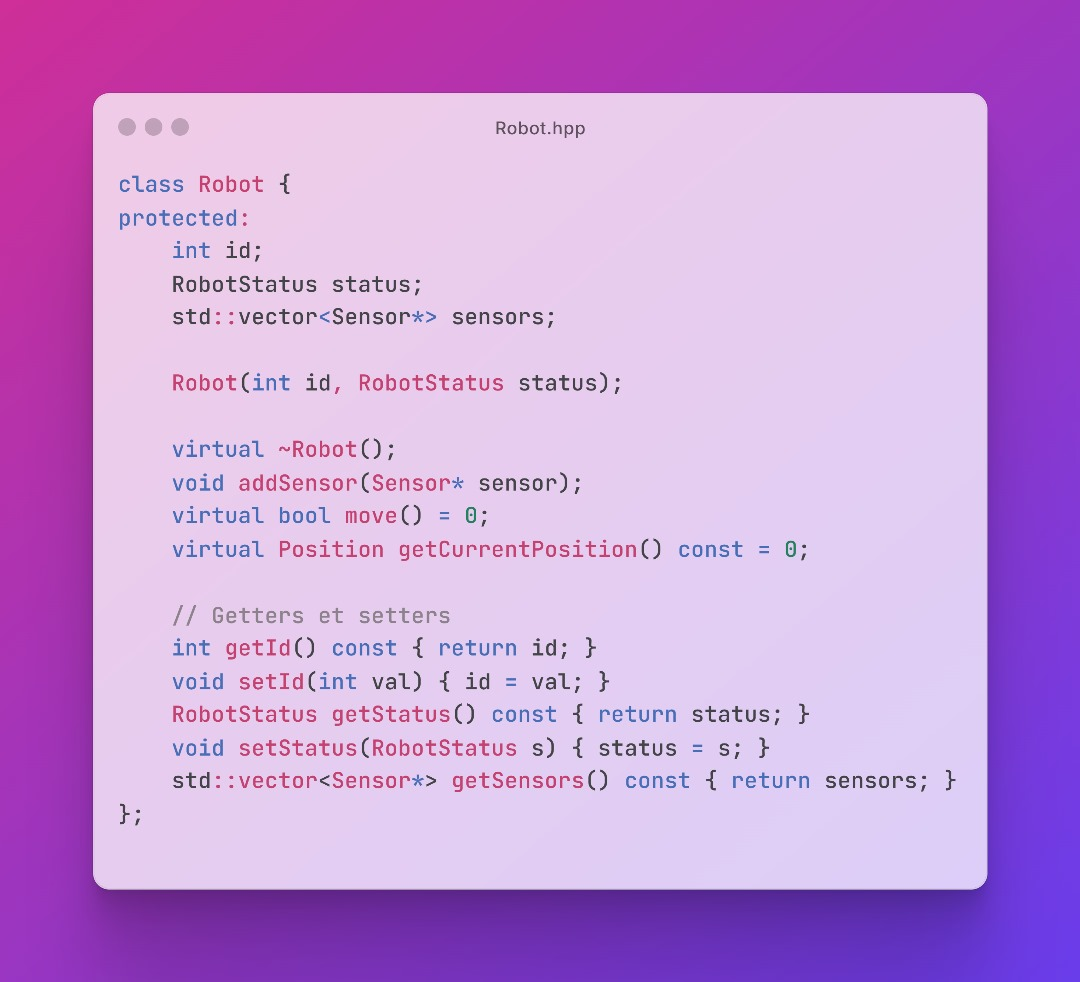 Robot.hpp
class Robot {
protected:
    int id;
    RobotStatus status;
    std::vector<Sensor*> sensors;
    Robot(int id, RobotStatus status);
    virtual ~Robot();
    void addSensor(Sensor* sensor);
    virtual bool move() = 0;
    virtual Position getCurrentPosition() const = 0;
    // Getters et setters
    int getId() const { return id; }
    void setId(int val) { id = val; }
    RobotStatus getStatus() const { return status; }
    void setStatus(RobotStatus s) { status = s; }
    std::vector<Sensor*> getSensors() const { return sensors; }
};